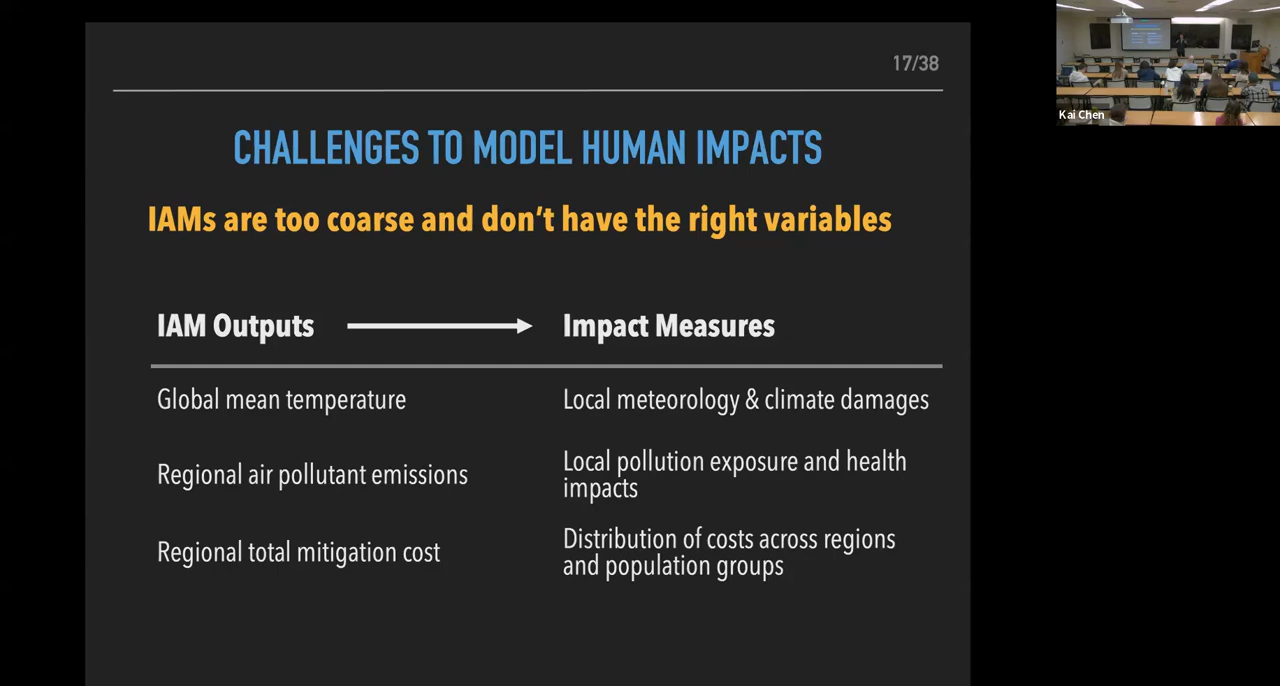 17/38
Kai Chen
CHALLENGES TO MODEL HUMAN IMPACTS
IAMs are too coarse and don’t have the right variables
IAM Outputs
Impact Measures
Global mean temperature
Local meteorology & climate damages
Regional air pollutant emissions
Local pollution exposure and health
impacts
Regional total mitigation cost
Distribution of costs across regions
and population groups